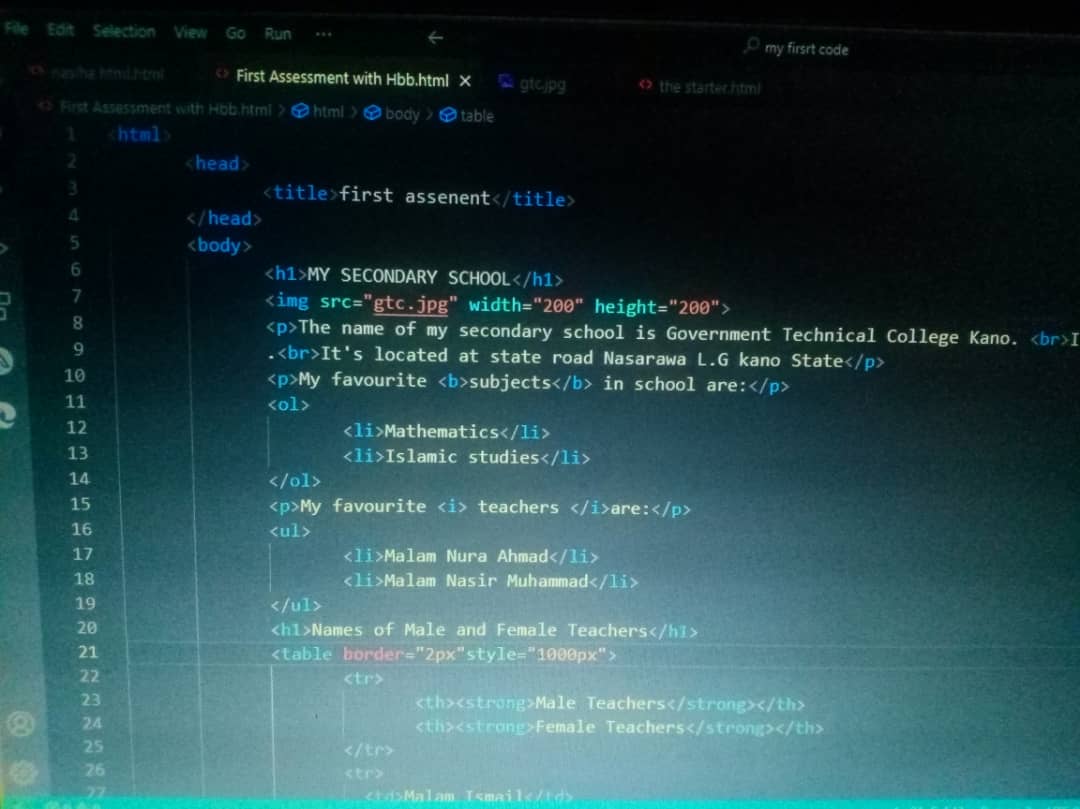 File Edit Selection View Go Run ... ← my firsrt code
nasiha html.html First Assessment with Hbb.html × gtc.jpg the starter.html
First Assessment with Hbb.html > html > body > table
1 <html>
2 <head>
3 <title>first assenent</title>
4 </head>
5 <body>
6 <h1>MY SECONDARY SCHOOL</h1>
7 <img src="gtc.jpg" width="200" height="200">
8 <p>The name of my secondary school is Government Technical College Kano. <br>I
9 .<br>It's located at state road Nasarawa L.G kano State</p>
10 <p>My favourite <b>subjects</b> in school are:</p>
11 <ol>
12 <li>Mathematics</li>
13 <li>Islamic studies</li>
14 </ol>
15 <p>My favourite <i> teachers </i>are:</p>
16 <ul>
17 <li>Malam Nura Ahmad</li>
18 <li>Malam Nasir Muhammad</li>
19 </ul>
20 <h1>Names of Male and Female Teachers</h1>
21 <table border="2px"style="1000px">
22 <tr>
23 <th><strong>Male Teachers</strong></th>
24 <th><strong>Female Teachers</strong></th>
25 </tr>
26 <tr>
27 <td>Malam Ismail</td>